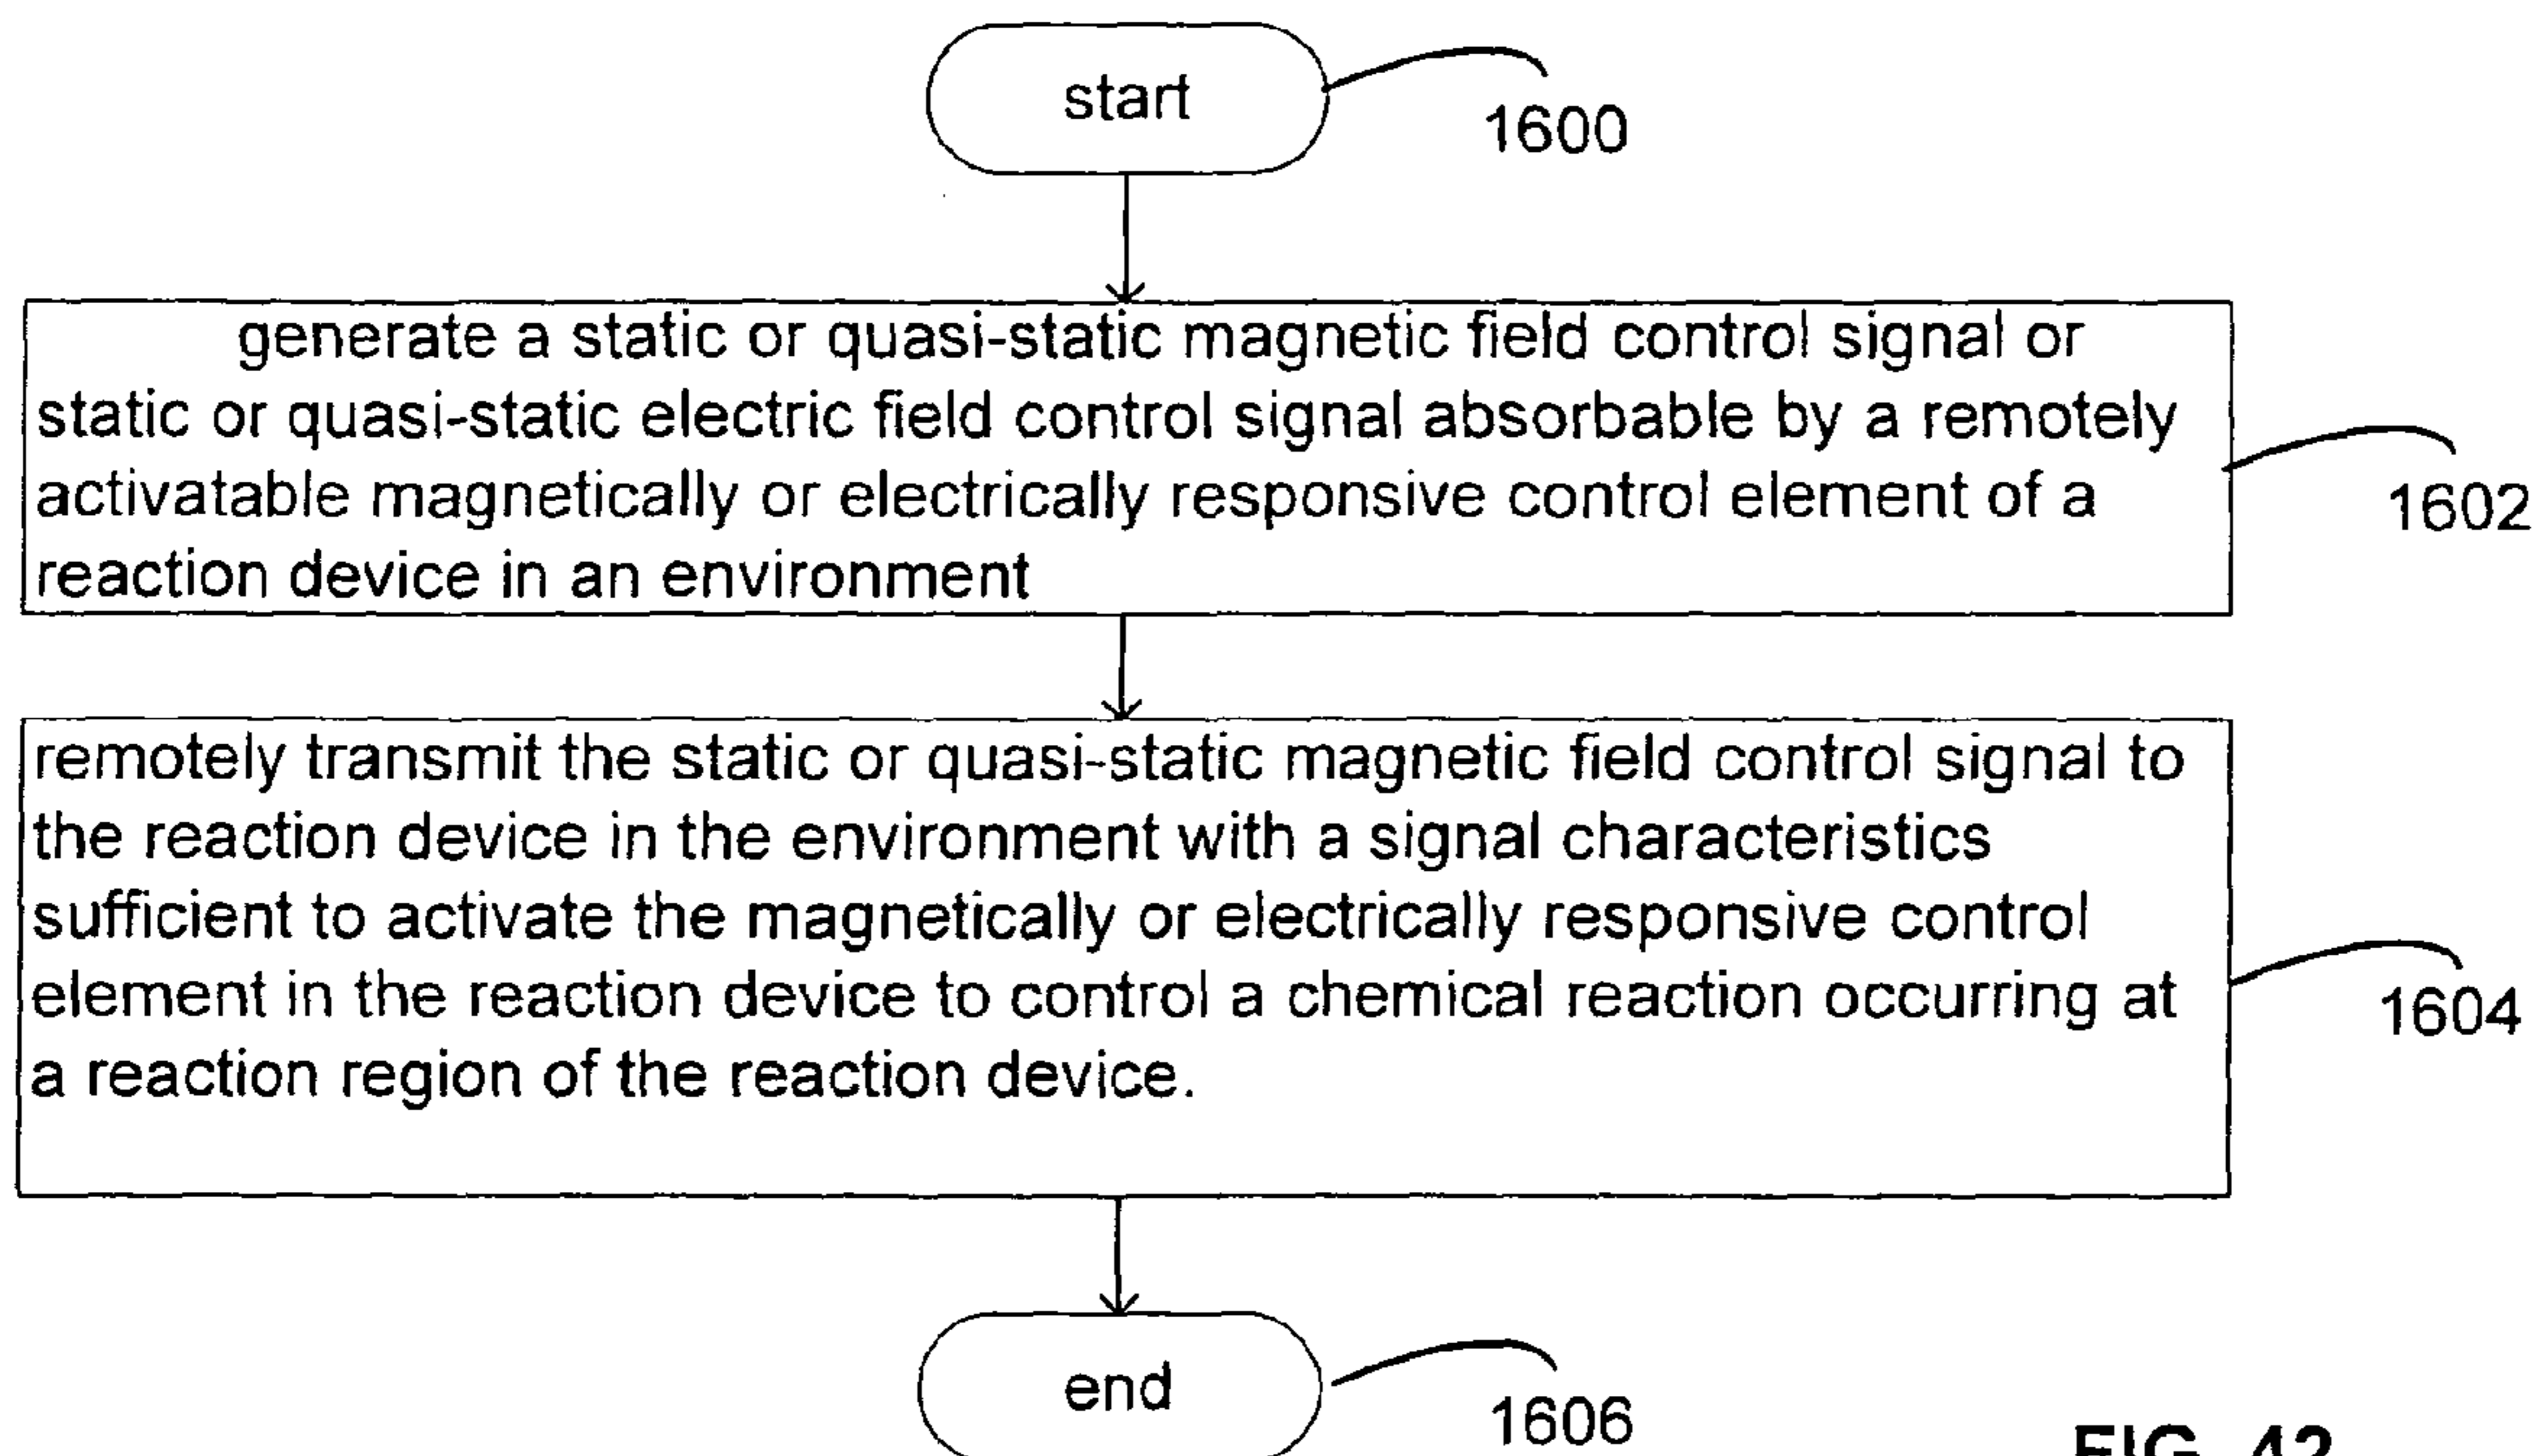 start
1600
generate a static or quasi-static magnetic field control signal or
static or quasi-static electric field control signal absorbable by a remotely
activatable magnetically or electrically responsive control element of a
reaction device in an environment
1602
remotely transmit the static or quasi-static magnetic field control signal to
the reaction device in the environment with a signal characteristics
sufficient to activate the magnetically or electrically responsive control
element in the reaction device to control a chemical reaction occurring at
a reaction region of the reaction device.
1604
end
1606
FIG. 42